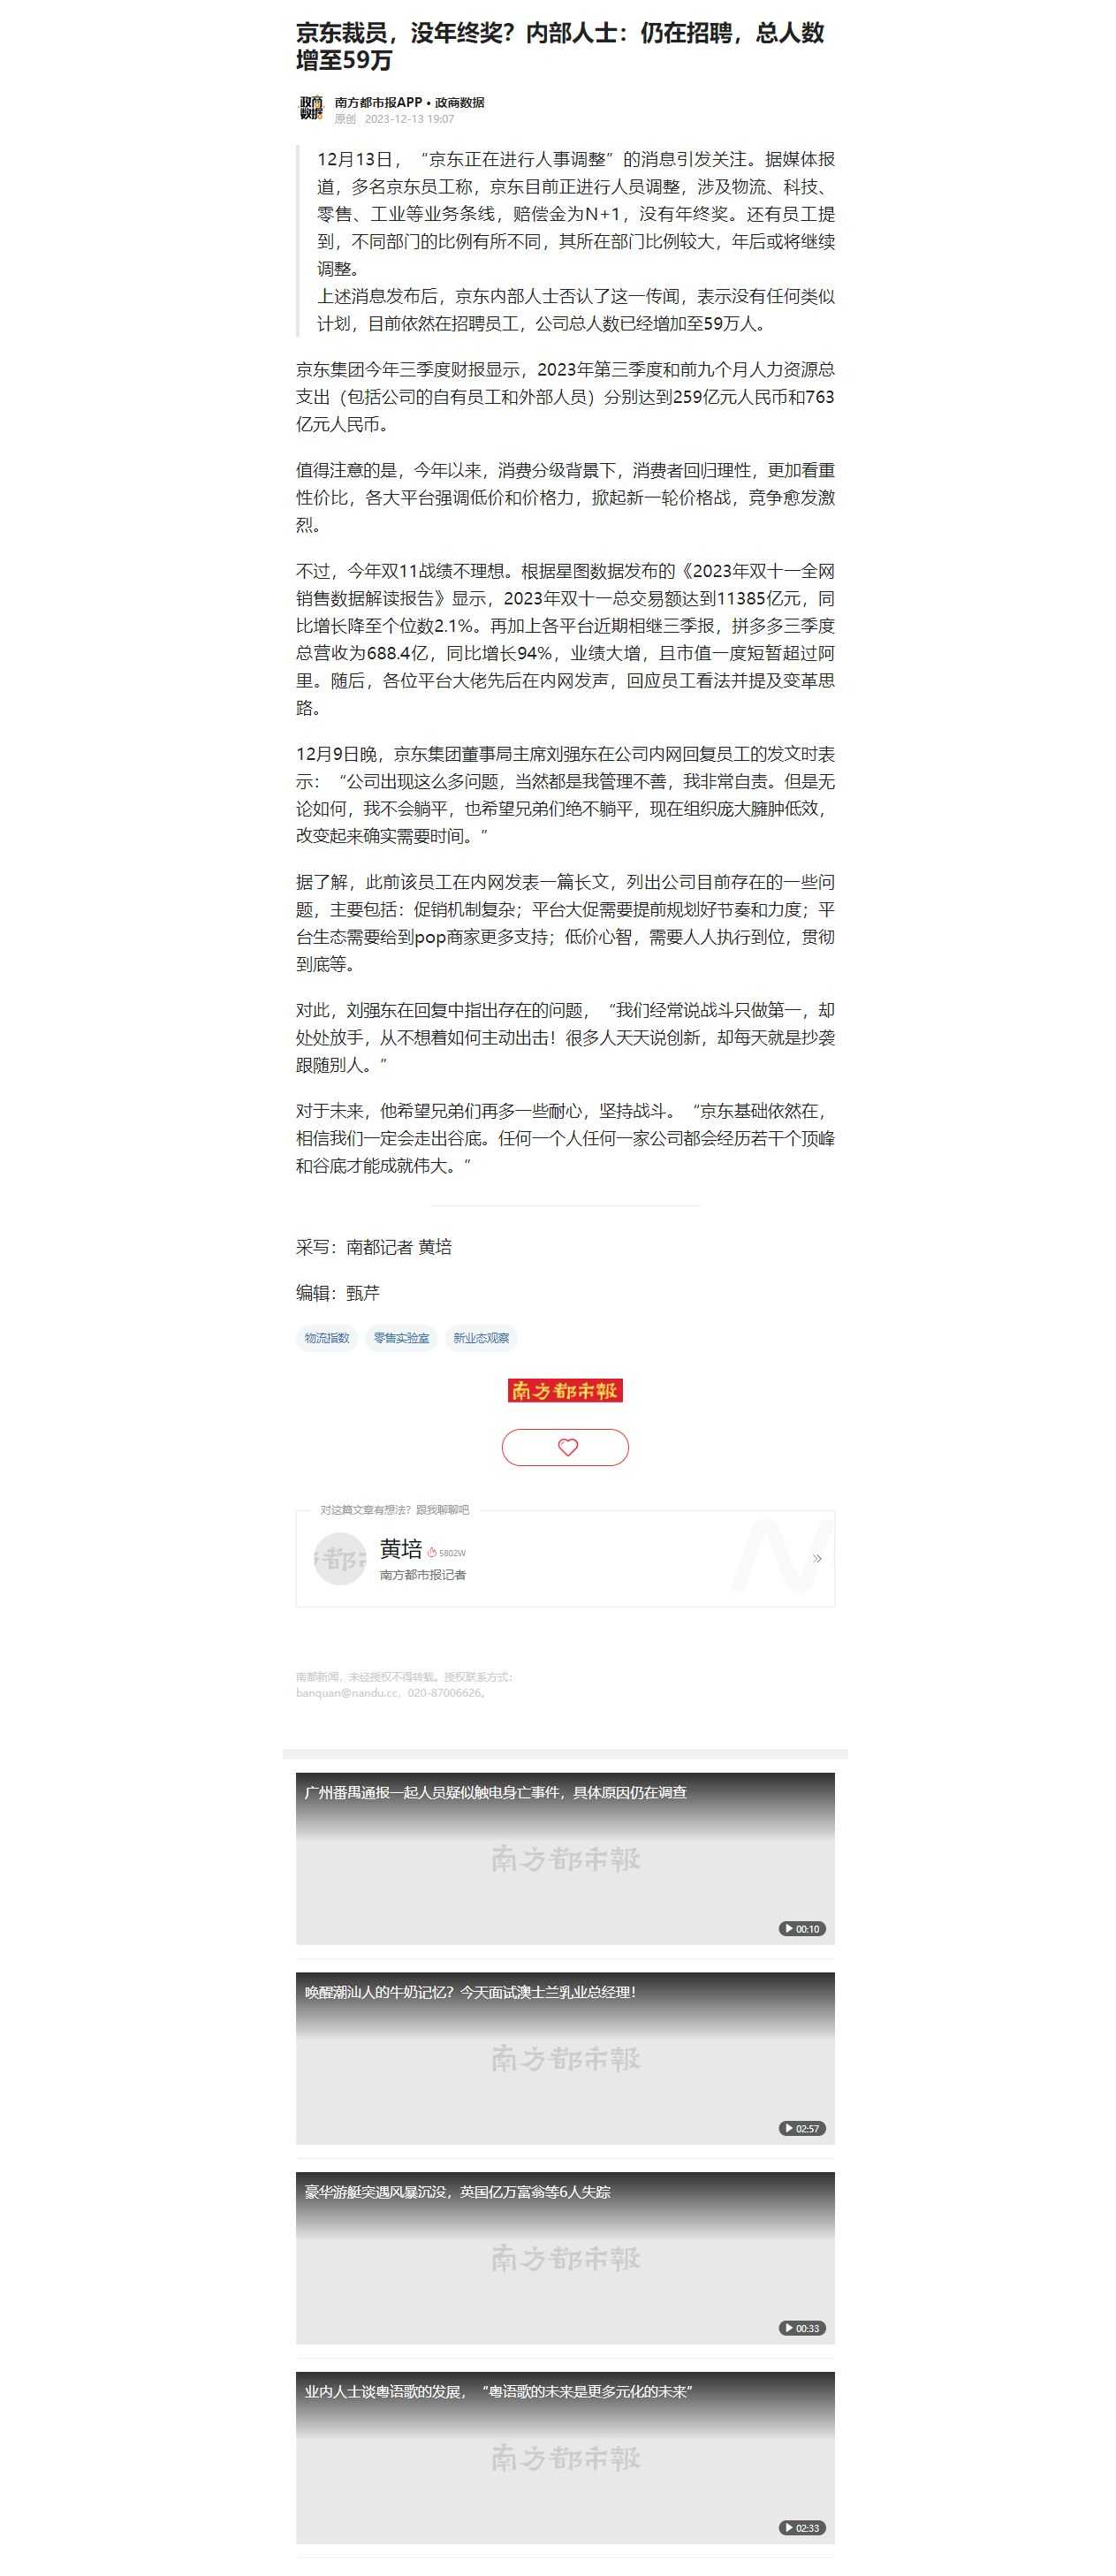 京东裁员，没年终奖？内部人士：仍在招聘，总人数
增至59万
政商
数据
南方都市报APP • 政商数据
原创 2023-12-13 19:07
12月13日，“京东正在进行人事调整”的消息引发关注。据媒体报
道，多名京东员工称，京东目前正进行人员调整，涉及物流、科技、
零售、工业等业务条线，赔偿金为N+1，没有年终奖。还有员工提
到，不同部门的比例有所不同，其所在部门比例较大，年后或将继续
调整。
上述消息发布后，京东内部人士否认了这一传闻，表示没有任何类似
计划，目前依然在招聘员工，公司总人数已经增加至59万人。
京东集团今年三季度财报显示，2023年第三季度和前九个月人力资源总
支出（包括公司的自有员工和外部人员）分别达到259亿元人民币和763
亿元人民币。
值得注意的是，今年以来，消费分级背景下，消费者回归理性，更加看重
性价比，各大平台强调低价和价格力，掀起新一轮价格战，竞争愈发激
烈。
不过，今年双11战绩不理想。根据星图数据发布的《2023年双十一全网
销售数据解读报告》显示，2023年双十一总交易额达到11385亿元，同
比增长降至个位数2.1%。再加上各平台近期相继三季报，拼多多三季度
总营收为688.4亿，同比增长94%，业绩大增，且市值一度短暂超过阿
里。随后，各位平台大佬先后在内网发声，回应员工看法并提及变革思
路。
12月9日晚，京东集团董事局主席刘强东在公司内网回复员工的发文时表
示：“公司出现这么多问题，当然都是我管理不善，我非常自责。但是无
论如何，我不会躺平，也希望兄弟们绝不躺平，现在组织庞大臃肿低效，
改变起来确实需要时间。”
据了解，此前该员工在内网发表一篇长文，列出公司目前存在的一些问
题，主要包括：促销机制复杂；平台大促需要提前规划好节奏和力度；平
台生态需要给到pop商家更多支持；低价心智，需要人人执行到位，贯彻
到底等。
对此，刘强东在回复中指出存在的问题，“我们经常说战斗只做第一，却
处处放手，从不想着如何主动出击！很多人天天说创新，却每天就是抄袭
跟随别人。”
对于未来，他希望兄弟们再多一些耐心，坚持战斗。“京东基础依然在，
相信我们一定会走出谷底。任何一个人任何一家公司都会经历若干个顶峰
和谷底才能成就伟大。”
采写：南都记者 黄培
编辑：甄芹
物流指数 零售实验室 新业态观察
南方都市報
对这篇文章有想法？跟我聊聊吧
黄培 5802W
南方都市报记者
南都新闻，未经授权不得转载。授权联系方式：
banquan@nandu.cc，020-87006626。
广州番禺通报一起人员疑似触电身亡事件，具体原因仍在调查
南方都市報
00:10
唤醒潮汕人的牛奶记忆？今天面试澳士兰乳业总经理！
南方都市報
02:57
豪华游艇突遇风暴沉没，英国亿万富翁等6人失踪
南方都市報
00:33
业内人士谈粤语歌的发展，“粤语歌的未来是更多元化的未来”
南方都市報
02:33